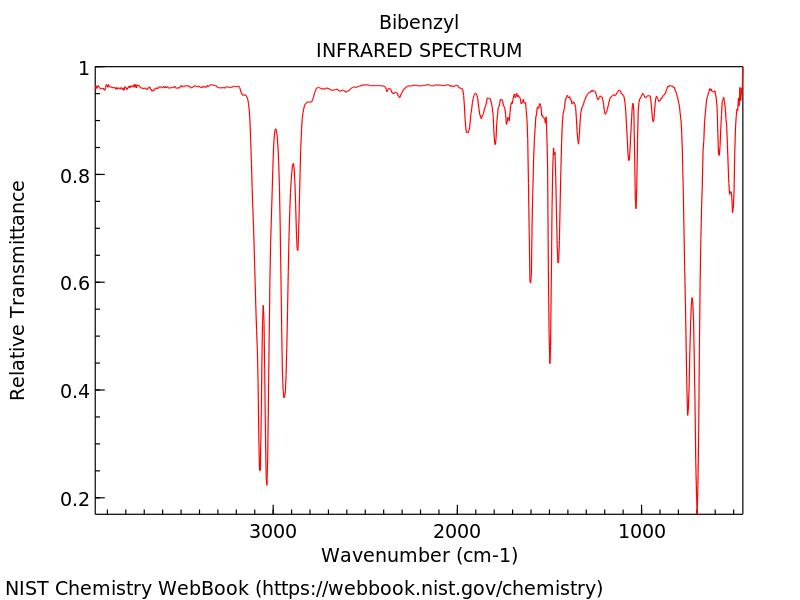 Bibenzyl
INFRARED SPECTRUM
1
0.8
0.6
0.4
0.2
Relative Transmittance
3000 2000 1000
Wavenumber (cm-1)
NIST Chemistry WebBook (https://webbook.nist.gov/chemistry)